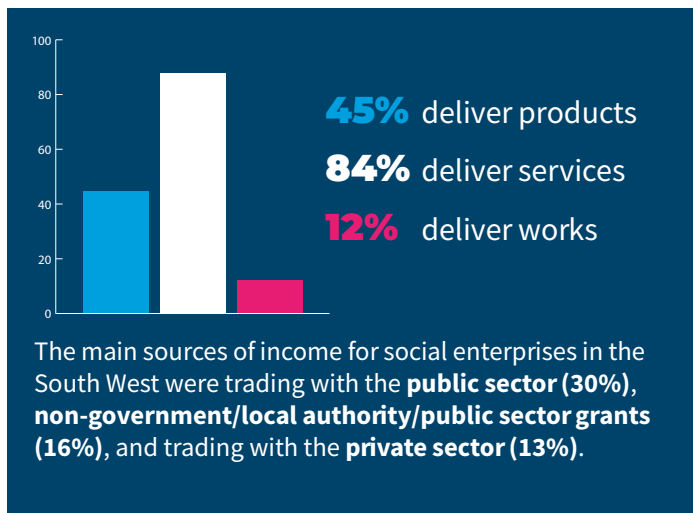 100
80
60
40
20
0
45% deliver products
84% deliver services
12% deliver works
The main sources of income for social enterprises in the
South West were trading with the public sector (30%),
non-government/local authority/public sector grants
(16%), and trading with the private sector (13%).